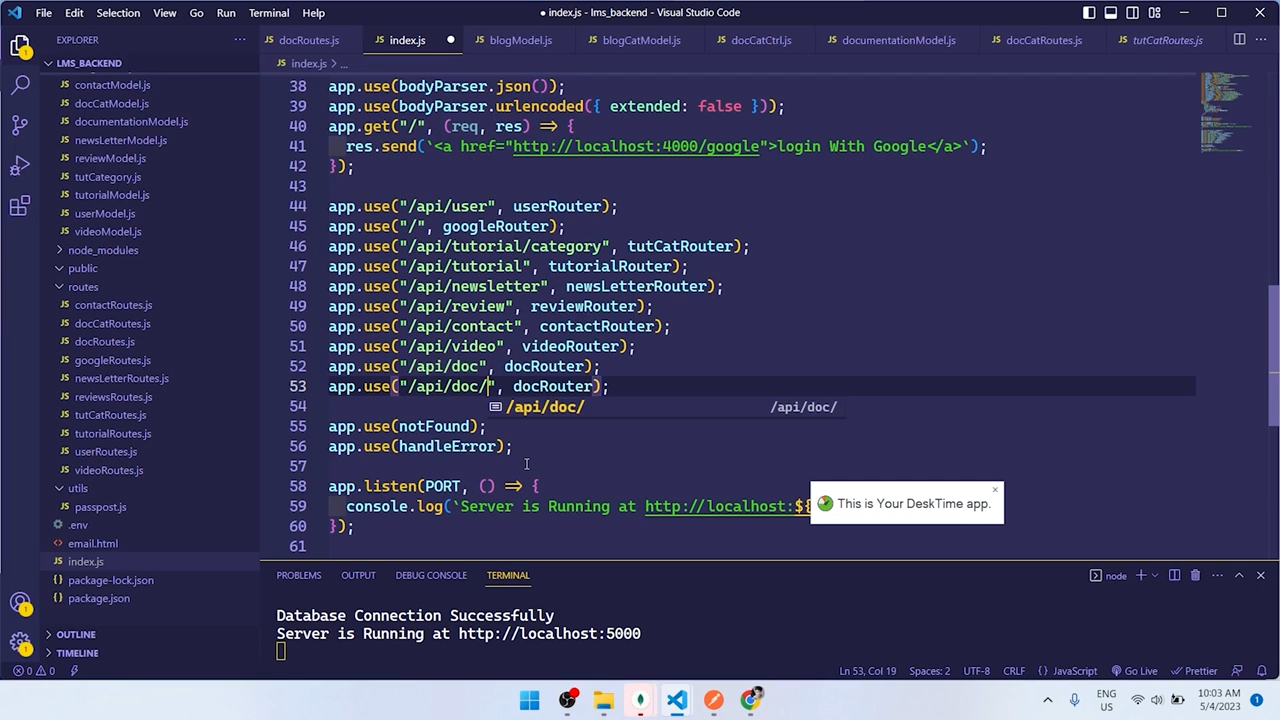 File Edit Selection View Go Run Terminal Help
● index.js - lms_backend - Visual Studio Code
EXPLORER
LMS_BACKEND
contactModel.js
docCatModel.js
documentationModel.js
newsLetterModel.js
reviewModel.js
tutCategory.js
tutorialModel.js
userModel.js
videoModel.js
node_modules
public
routes
contactRoutes.js
docCatRoutes.js
docRoutes.js
googleRoutes.js
newsLetterRoutes.js
reviewsRoutes.js
tutCatRoutes.js
tutorialRoutes.js
userRoutes.js
videoRoutes.js
utils
passport.js
.env
email.html
index.js
package-lock.json
package.json
OUTLINE
TIMELINE
docRoutes.js index.js blogModel.js blogCatModel.js docCatCtrl.js documentationModel.js docCatRoutes.js tutCatRoutes.js
index.js > ...
38 app.use(bodyParser.json());
39 app.use(bodyParser.urlencoded({ extended: false }));
40 app.get("/", (req, res) => {
41 res.send(`<a href="http://localhost:4000/google">login With Google</a>`);
42 });
43
44 app.use("/api/user", userRouter);
45 app.use("/", googleRouter);
46 app.use("/api/tutorial/category", tutCatRouter);
47 app.use("/api/tutorial", tutorialRouter);
48 app.use("/api/newsletter", newsLetterRouter);
49 app.use("/api/review", reviewRouter);
50 app.use("/api/contact", contactRouter);
51 app.use("/api/video", videoRouter);
52 app.use("/api/doc", docRouter);
53 app.use("/api/doc/", docRouter);
54 /api/doc/ /api/doc/
55 app.use(notFound);
56 app.use(handleError);
57
58 app.listen(PORT, () => {
59 console.log(`Server is Running at http://localhost:${
60 });
61
This is Your DeskTime app.
PROBLEMS OUTPUT DEBUG CONSOLE TERMINAL
node
Database Connection Successfully
Server is Running at http://localhost:5000
0 0 Ln 53, Col 19 Spaces: 2 UTF-8 CRLF {} JavaScript Go Live Prettier
ENG
US
10:03 AM
5/4/2023
1